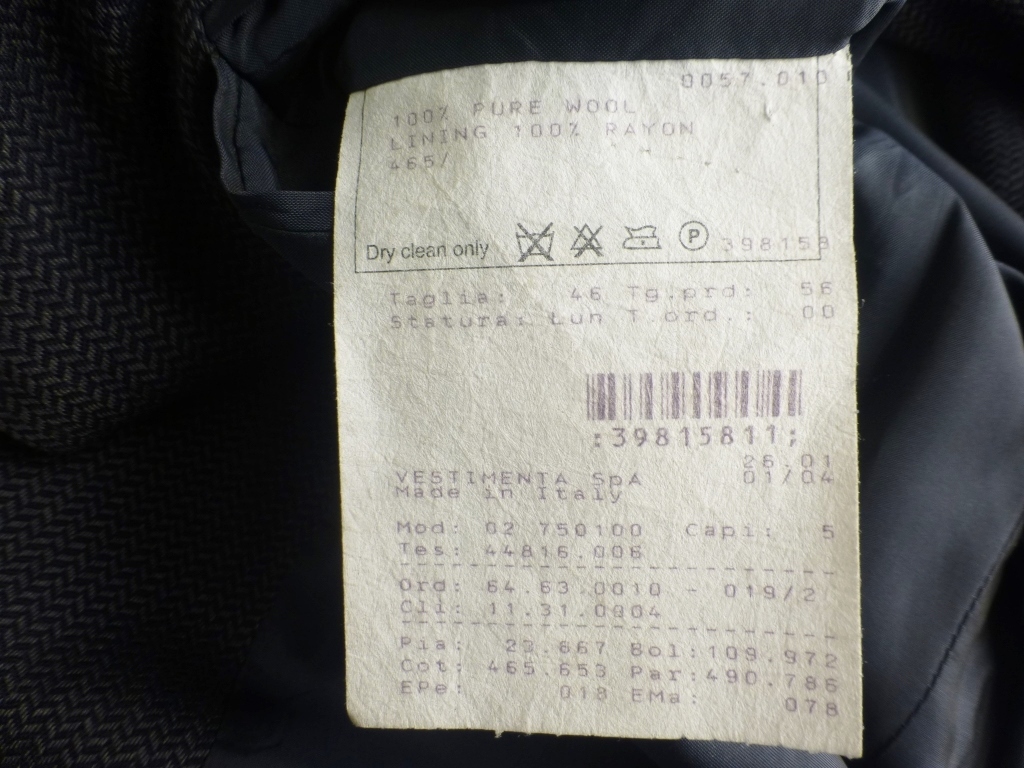 0057.010
100% PURE WOOL
LINING 100% RAYON
465/
Dry clean only P 398158
Taglia: 46 Tg.prd: 56
Statura: Lun T.ord.: 00
:39815811;
26.01
VESTIMENTA SpA 01/04
Made in Italy
Mod: 02 750100 Capi: 5
Tes: 44816.006
Ord: 64.63.0010 - 019/2
Cli: 11.31.0004
Pia: 23.667 Bol:109.972
Cot: 465.653 Par:490.786
EPe: 018 EMa: 078